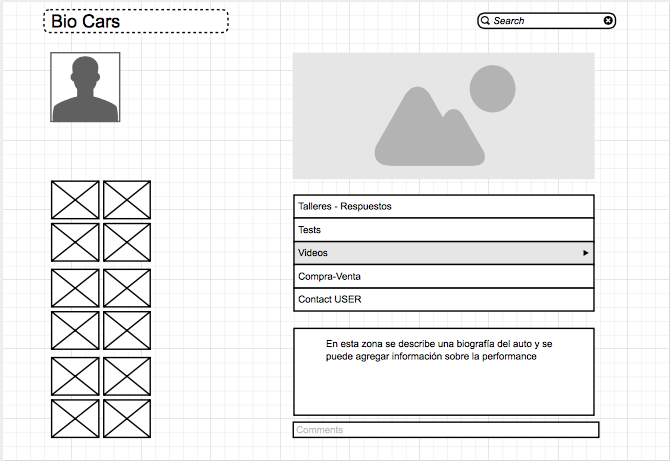 Bio Cars
Search
Talleres - Respuestos
Tests
Videos
Compra-Venta
Contact USER
En esta zona se describe una biografía del auto y se
puede agregar información sobre la performance
Comments